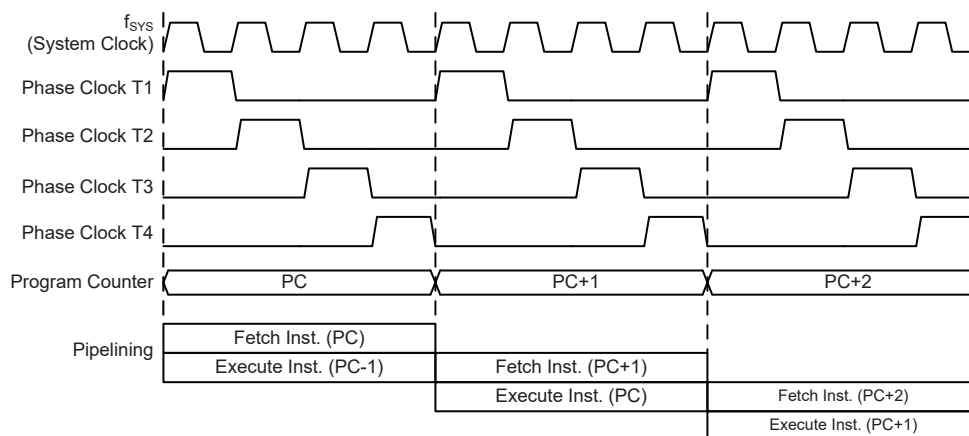 fSYS
(System Clock)
Phase Clock T1
Phase Clock T2
Phase Clock T3
Phase Clock T4
Program Counter PC PC+1 PC+2
Pipelining
Fetch Inst. (PC)
Execute Inst. (PC-1) Fetch Inst. (PC+1)
Execute Inst. (PC) Fetch Inst. (PC+2)
Execute Inst. (PC+1)